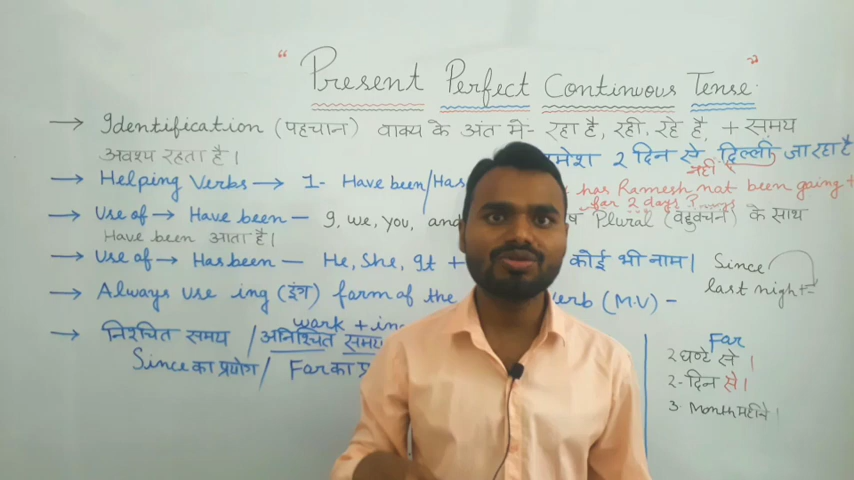 " Present Perfect Continuous Tense "
→ Identification (पहचान) वाक्य के अंत में- रहा है, रही, रहे है, + समय
अवश्य रहता है।
2 दिन से दिल्ली जा रहा है
नहीं
→ Helping Verbs → 1- Have been/Has
has Ramesh not been going
for 2 days ?
→ Use of → Have been – I, we, you, and Plural (बहुवचन) के साथ
Have been आता है।
→ Use of → Has been – He, She, It + कोई भी नाम।
Since
last night
→ Always use ing (इंग) form of the (M.V) –
work + in
→ निश्चित समय / अनिश्चित समय
Since का प्रयोग / For का
For
2 घण्टे से।
2- दिन से।
3. Month महीने